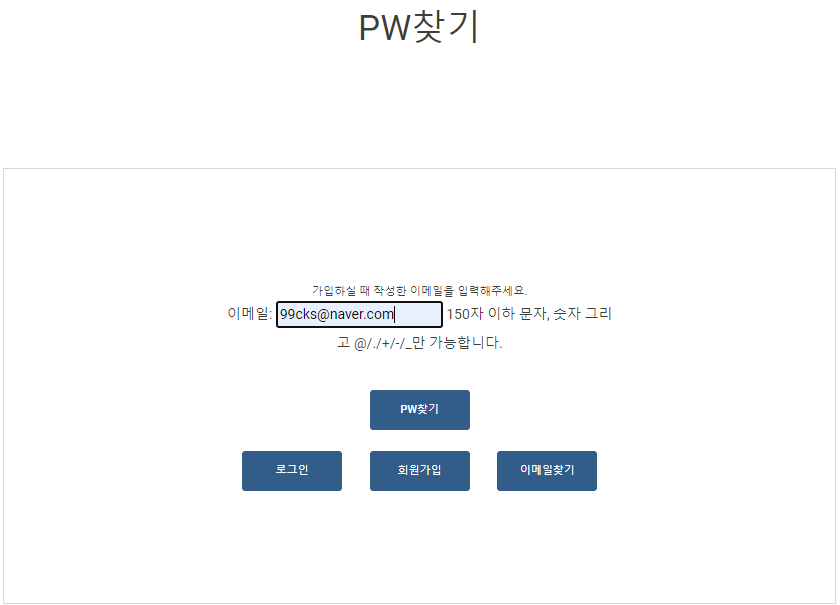 PW찾기
가입하실 때 작성한 이메일을 입력해주세요.
이메일: 99cks@naver.com 150자 이하 문자, 숫자 그리
고 @/./+/-/_만 가능합니다.
PW찾기
로그인 회원가입 이메일찾기